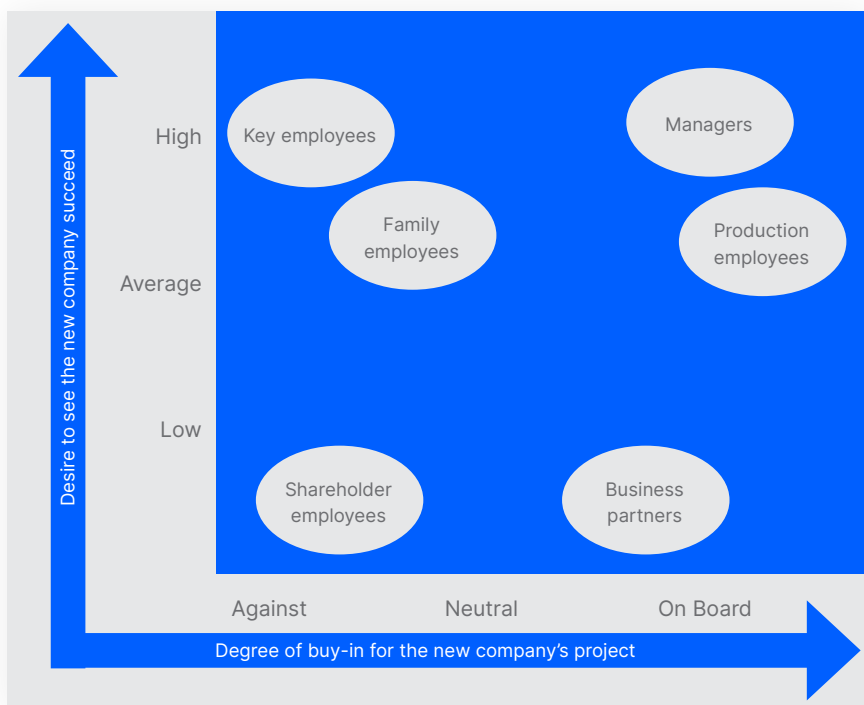 Desire to see the new company succeed
High
Average
Low
Key employees
Managers
Family
employees
Production
employees
Shareholder
employees
Business
partners
Against
Neutral
On Board
Degree of buy-in for the new company’s project